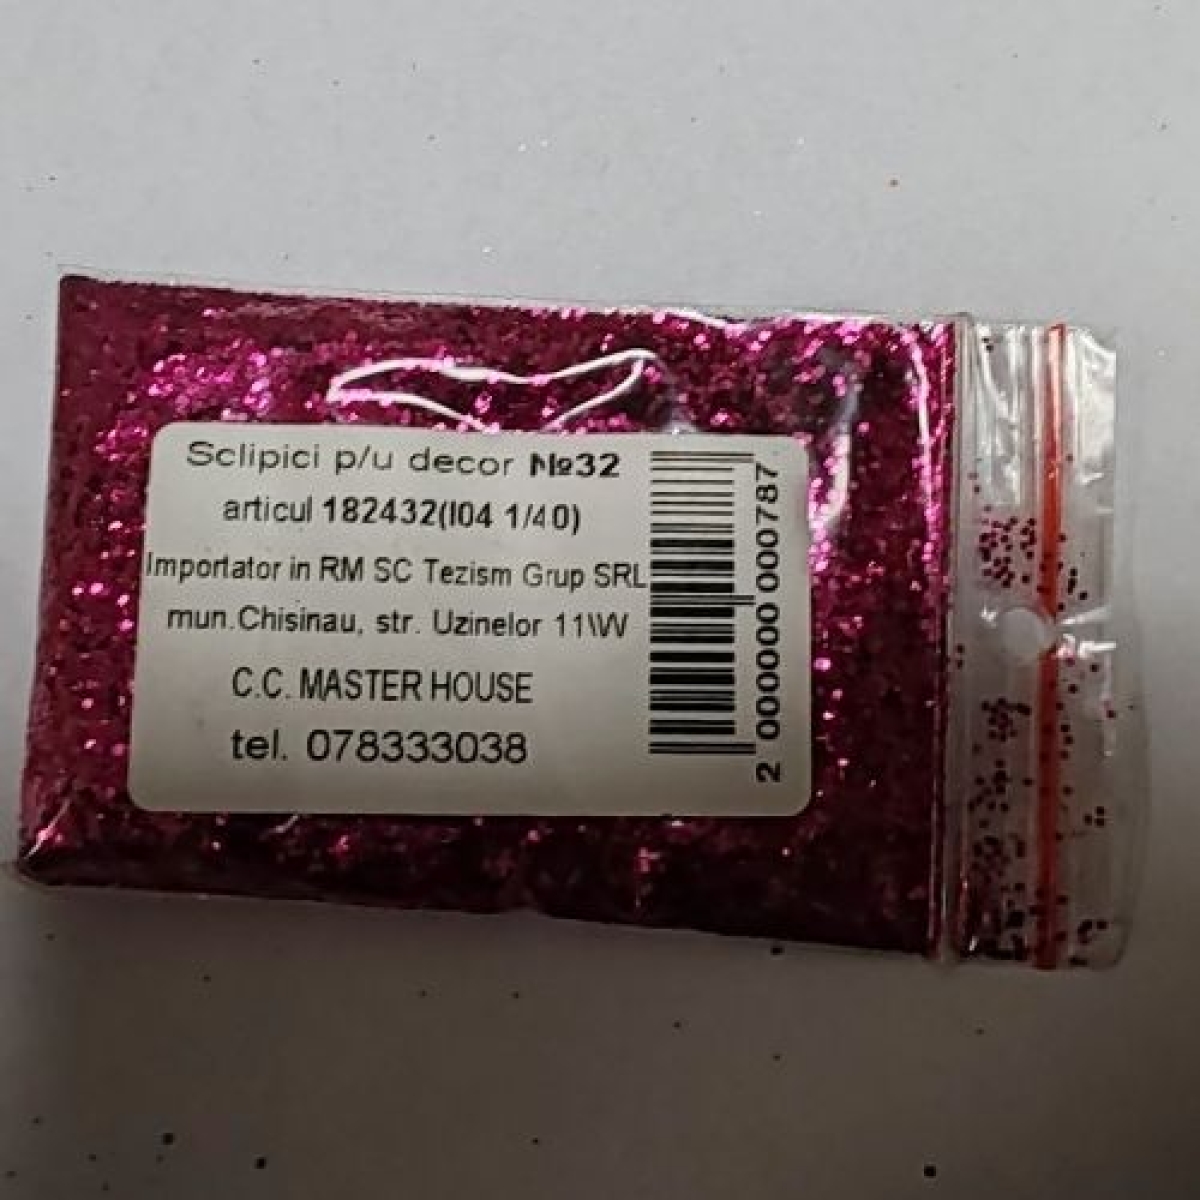 Sclipici p/u decor №32
articul 182432(I04 1/40)
Importator in RM SC Tezism Grup SRL
mun.Chisinau, str. Uzinelor 11\W
C.C. MASTER HOUSE
tel. 078333038
2 000000 000787